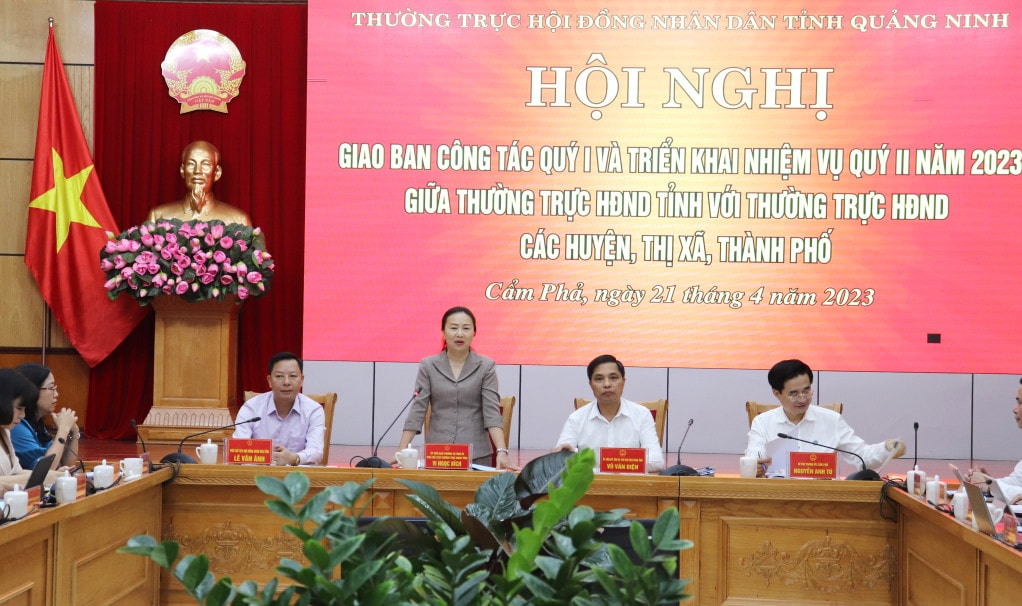 THƯỜNG TRỰC HỘI ĐỒNG NHÂN DÂN TỈNH QUẢNG NINH
HỘI NGHỊ
GIAO BAN CÔNG TÁC QUÝ I VÀ TRIỂN KHAI NHIỆM VỤ QUÝ II NĂM 2023
GIỮA THƯỜNG TRỰC HĐND TỈNH VỚI THƯỜNG TRỰC HĐND
CÁC HUYỆN, THỊ XÃ, THÀNH PHỐ
Cẩm Phả, ngày 21 tháng 4 năm 2023
LÊ VĂN ÁNH
VI NGỌC BÍCH
VŨ VĂN DIỆN
NGUYỄN ANH TÚ